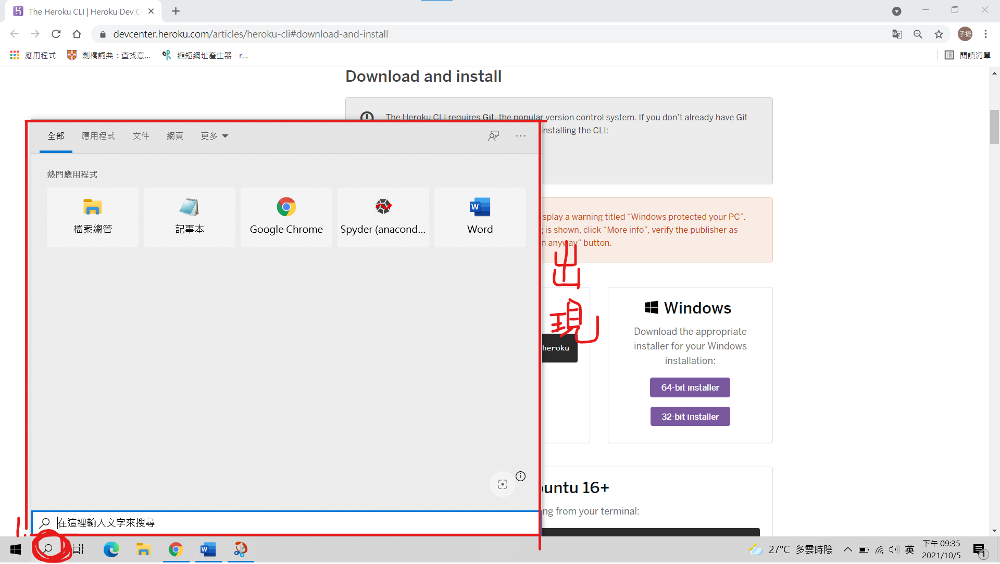 The Heroku CLI | Heroku Dev C
devcenter.heroku.com/articles/heroku-cli#download-and-install
子捷
應用程式
劍橋詞典：查找意...
縮短網址產生器 - r...
閱讀清單
Download and install
The Heroku CLI requires Git, the popular version control system. If you don't already have Git
installing the CLI:
全部
應用程式
文件
網頁
更多
熱門應用程式
檔案總管
記事本
Google Chrome
Spyder (anacond...
Word
splay a warning titled “Windows protected your PC”.
is shown, click “More info”, verify the publisher as
n anyway” button.
出
現
heroku
Windows
Download the appropriate
installer for your Windows
installation:
64-bit installer
32-bit installer
buntu 16+
ng from your terminal:
在這裡輸入文字來搜尋
1.
27°C 多雲時陰
英
下午 09:35
2021/10/5
1